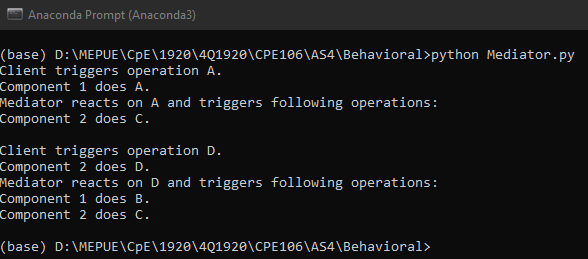 Anaconda Prompt (Anaconda3)
(base) D:\MEPUE\CpE\1920\4Q1920\CPE106\AS4\Behavioral>python Mediator.py
Client triggers operation A.
Component 1 does A.
Mediator reacts on A and triggers following operations:
Component 2 does C.
Client triggers operation D.
Component 2 does D.
Mediator reacts on D and triggers following operations:
Component 1 does B.
Component 2 does C.
(base) D:\MEPUE\CpE\1920\4Q1920\CPE106\AS4\Behavioral>